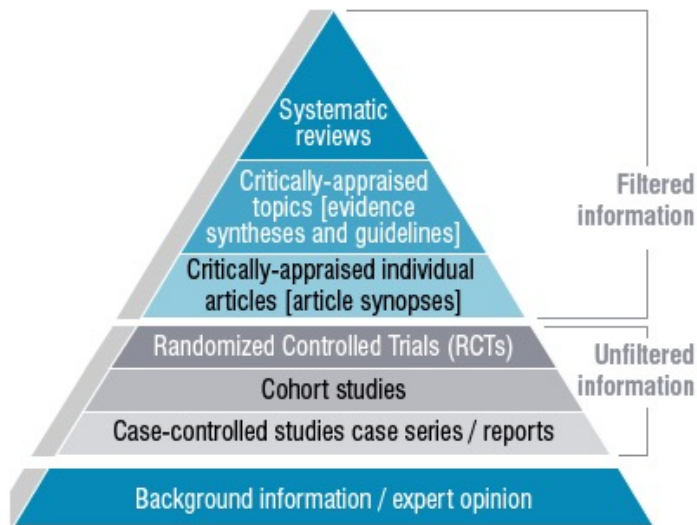 Systematic
reviews
Critically-appraised
topics [evidence
syntheses and guidelines]
Critically-appraised individual
articles [article synopses]
Filtered
information
Randomized Controlled Trials (RCTs)
Cohort studies
Case-controlled studies case series / reports
Unfiltered
information
Background information / expert opinion